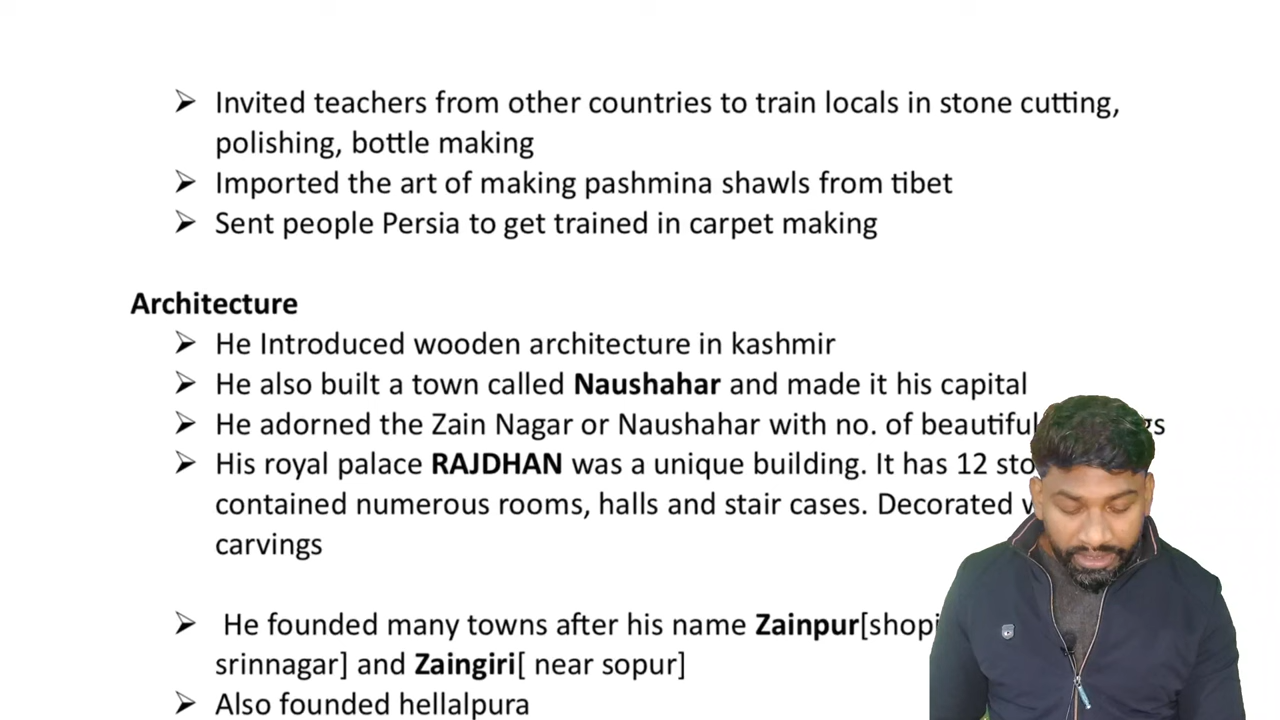 ➢ Invited teachers from other countries to train locals in stone cutting,
polishing, bottle making
➢ Imported the art of making pashmina shawls from tibet
➢ Sent people Persia to get trained in carpet making
Architecture
➢ He Introduced wooden architecture in kashmir
➢ He also built a town called Naushahar and made it his capital
➢ He adorned the Zain Nagar or Naushahar with no. of beautiful
➢ His royal palace RAJDHAN was a unique building. It has 12
contained numerous rooms, halls and stair cases. Decorated
carvings
➢ He founded many towns after his name Zainpur[
srinnagar] and Zaingiri[ near sopur]
➢ Also founded hellalpura